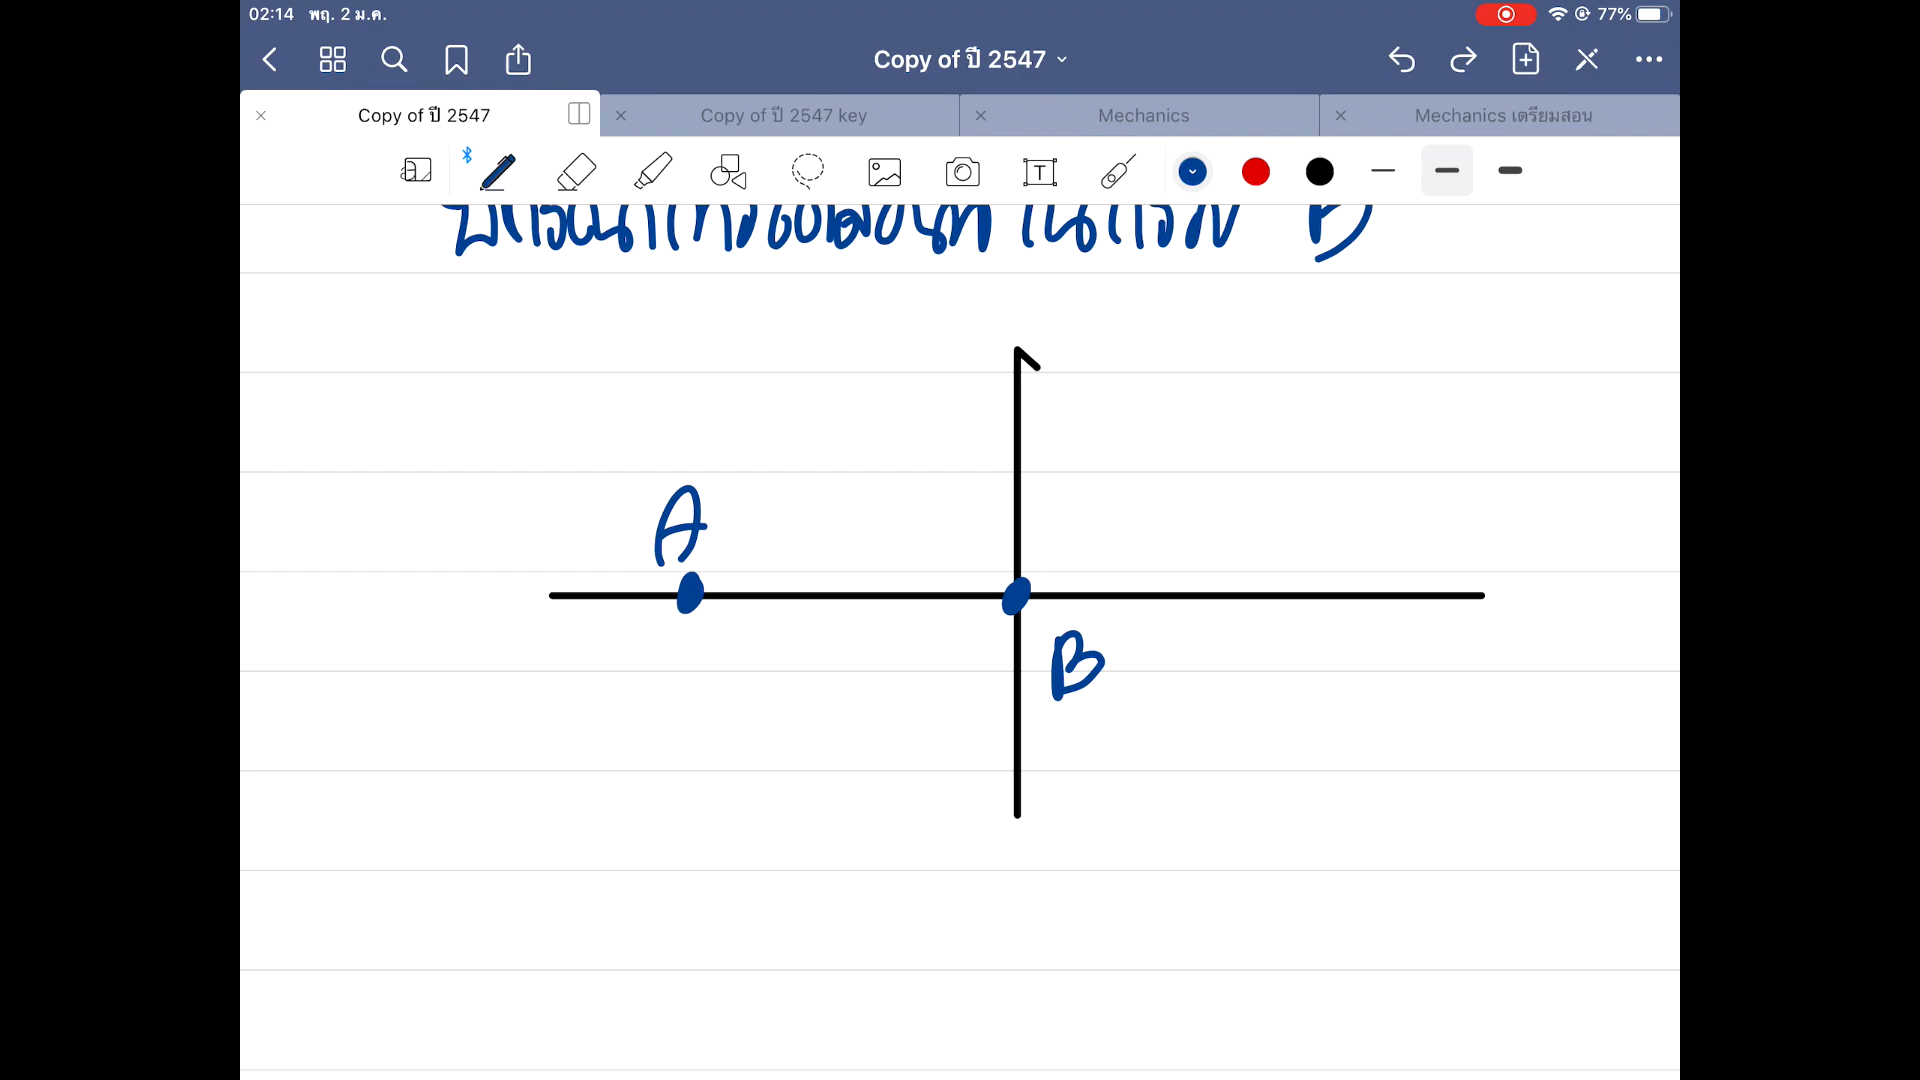 02:14 พฤ. 2 ม.ค. 77%
Copy of ปี 2547
Copy of ปี 2547 Copy of ปี 2547 key Mechanics Mechanics เตรียมสอน
T
B
A
B